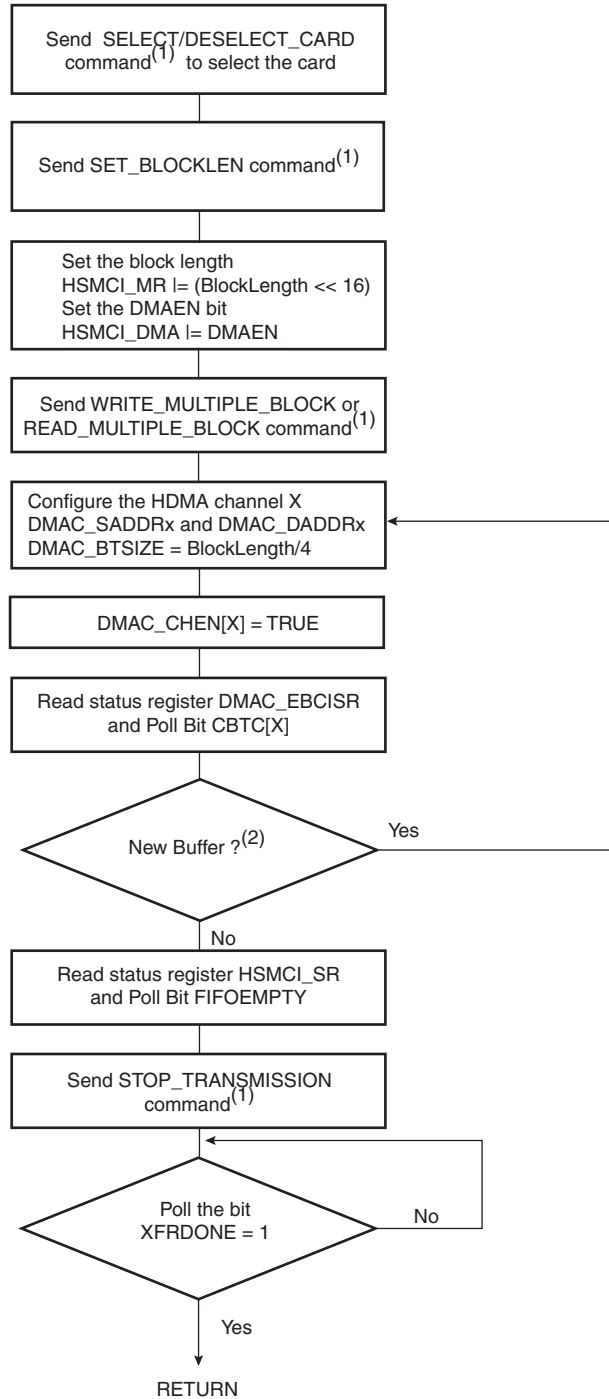 Send SELECT/DESELECT_CARD
command(1) to select the card
Send SET_BLOCKLEN command(1)
Set the block length
HSMCI_MR |= (BlockLength << 16)
Set the DMAEN bit
HSMCI_DMA |= DMAEN
Send WRITE_MULTIPLE_BLOCK or
READ_MULTIPLE_BLOCK command(1)
Configure the HDMA channel X
DMAC_SADDRx and DMAC_DADDRx
DMAC_BTSIZE = BlockLength/4
DMAC_CHEN[X] = TRUE
Read status register DMAC_EBCISR
and Poll Bit CBTC[X]
New Buffer ?(2)
Yes
No
Read status register HSMCI_SR
and Poll Bit FIFOEMPTY
Send STOP_TRANSMISSION
command(1)
Poll the bit
XFRDONE = 1
No
Yes
RETURN